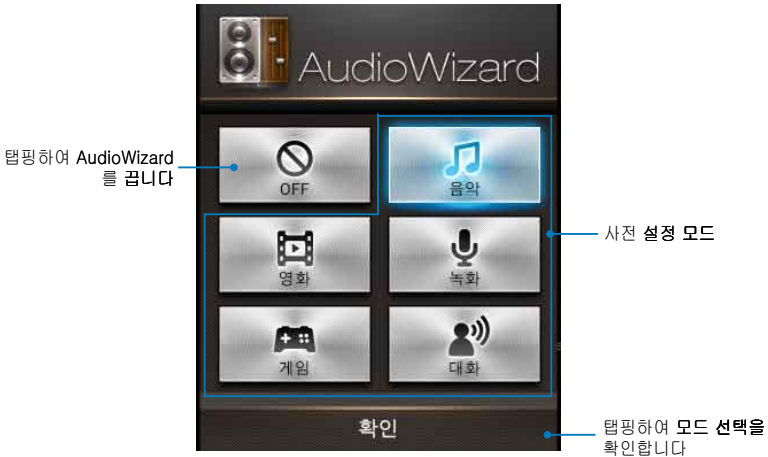 AudioWizard
탭핑하여 AudioWizard
를 끕니다
OFF
음악
영화
녹화
사전 설정 모드
게임
대화
확인
탭핑하여 모드 선택을
확인합니다